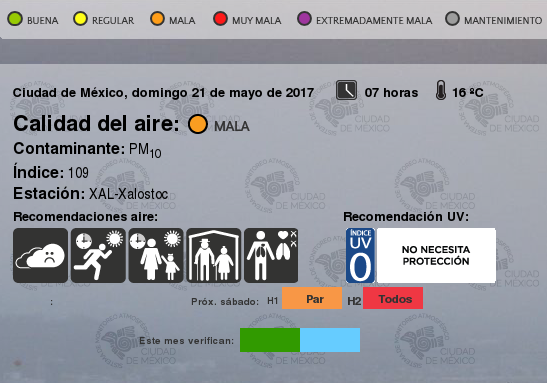 BUENA REGULAR MALA MUY MALA EXTREMADAMENTE MALA MANTENIMIENTO
Ciudad de México, domingo 21 de mayo de 2017 07 horas 16 ºC
Calidad del aire: MALA
Contaminante: PM10
Índice: 109
Estación: XAL-Xalostoc
Recomendaciones aire: Recomendación UV:
ÍNDICE
UV
0
NO NECESITA
PROTECCIÓN
: Próx. sábado: H1 Par H2 Todos
Este mes verifican:
CIUDAD
DE MÉXICO